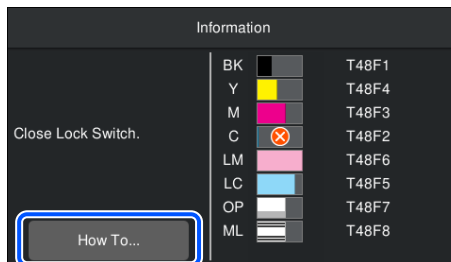 Information
BK T48F1
Y T48F4
M T48F3
Close Lock Switch.
C T48F2
LM T48F6
LC T48F5
OP T48F7
ML T48F8
How To...